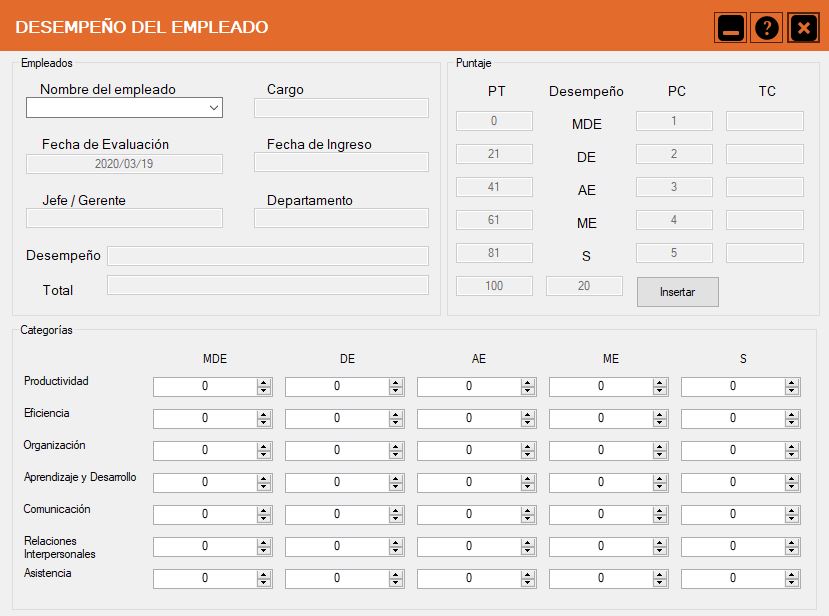 DESEMPEÑO DEL EMPLEADO
?
Empleados
Nombre del empleado
Cargo
Fecha de Evaluación
Fecha de Ingreso
2020/03/19
Jefe / Gerente
Departamento
Desempeño
Total
Puntaje
PT Desempeño PC TC
0 MDE 1
21 DE 2
41 AE 3
61 ME 4
81 S 5
100 20 Insertar
Categorías
MDE DE AE ME S
Productividad 0 0 0 0 0
Eficiencia 0 0 0 0 0
Organización 0 0 0 0 0
Aprendizaje y Desarrollo 0 0 0 0 0
Comunicación 0 0 0 0 0
Relaciones
Interpersonales 0 0 0 0 0
Asistencia 0 0 0 0 0